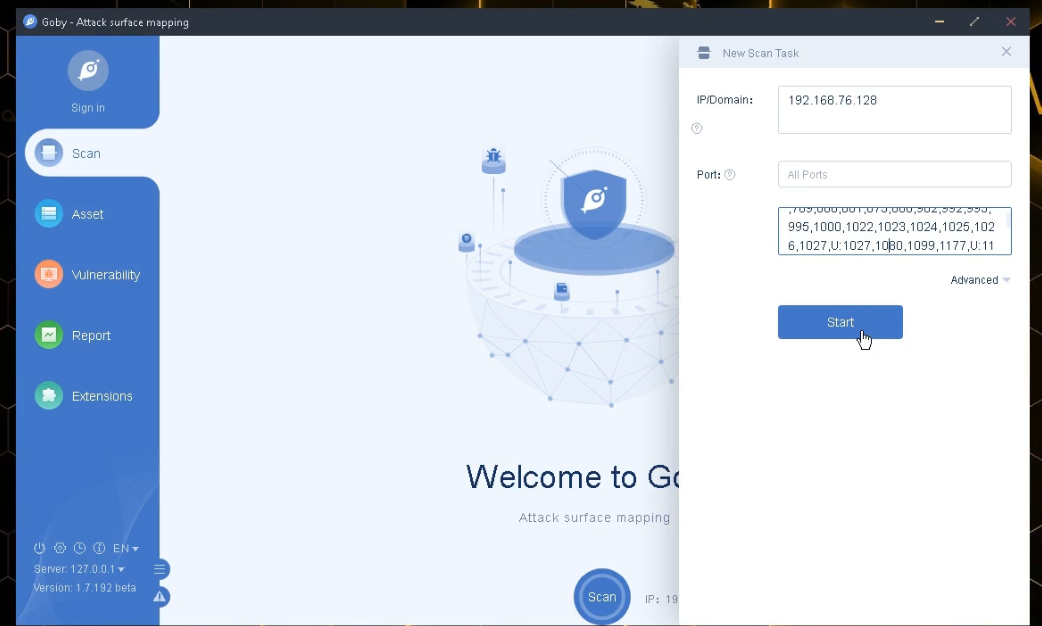 Goby - Attack surface mapping
Sign in
Scan
Asset
Vulnerability
Report
Extensions
EN
Server: 127.0.0.1
Version: 1.7.192 beta
Welcome to Go
Attack surface mapping
Scan
IP: 19
New Scan Task
IP/Domain:
192.168.76.128
Port:
All Ports
995,1000,1022,1023,1024,1025,102
6,1027,U:1027,1080,1099,1177,U:11
Advanced
Start